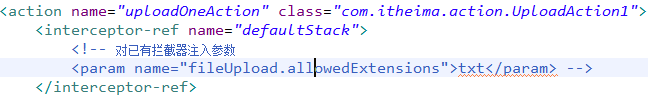 <action name="uploadOneAction" class="com.itheima.action.UploadAction1">
<interceptor-ref name="defaultStack">
<!-- 对已有拦截器注入参数
<param name="fileUpload.allowedExtensions">txt</param> -->
</interceptor-ref>